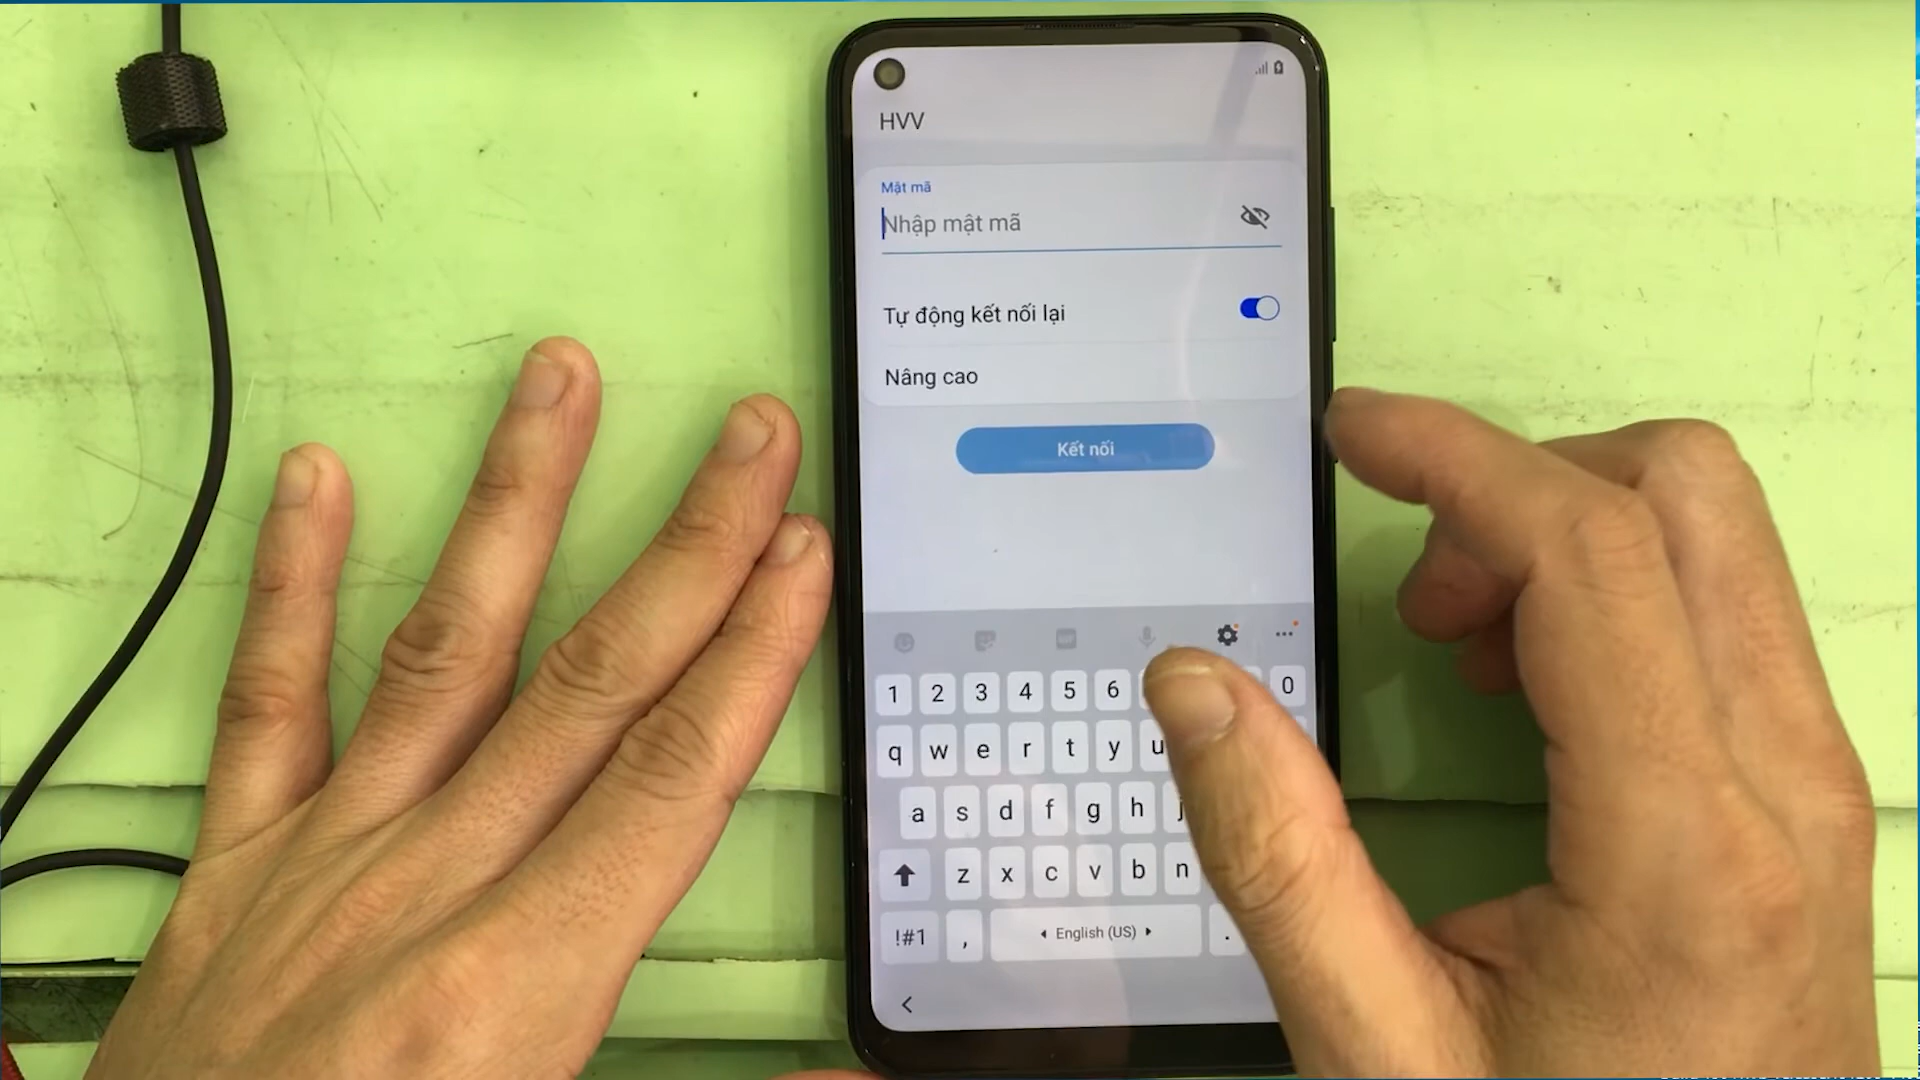 HVV
Mật mã
Nhập mật mã
Tự động kết nối lại
Nâng cao
Kết nối
GIF
1 2 3 4 5 6 0
q w e r t y u
a s d f g h j
z x c v b n
!#1 , English (US) .